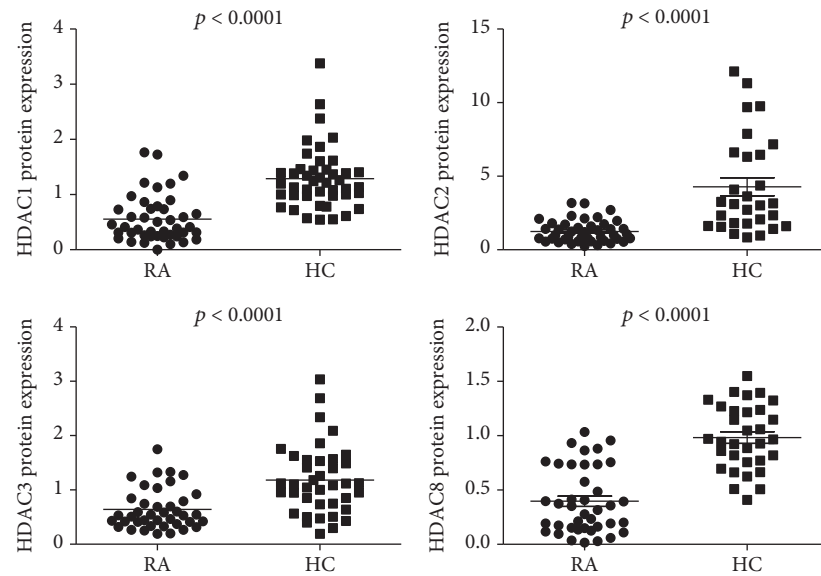 p < 0.0001
HDAC1 protein expression
4
3
2
1
0
RA HC
p < 0.0001
HDAC2 protein expression
15
10
5
0
RA HC
p < 0.0001
HDAC3 protein expression
4
3
2
1
0
RA HC
p < 0.0001
HDAC8 protein expression
2.0
1.5
1.0
0.5
0.0
RA HC